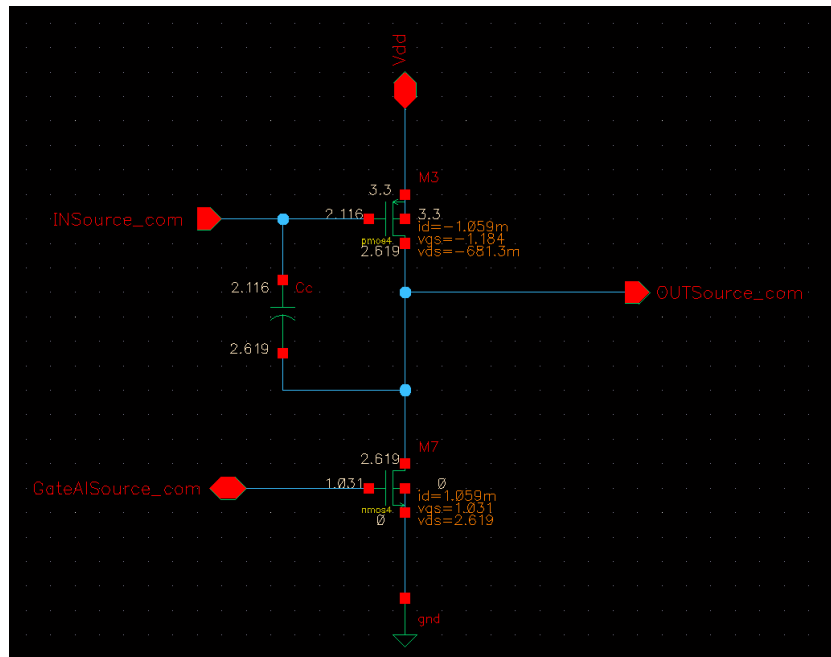 Vdd
M3
3.3
INSource_com
2.116
3.3
id=-1.059m
vgs=-1.184
pmos4
vds=-681.3m
2.619
2.116
Cc
OUTSource_com
2.619
M7
2.619
GateAlSource_com
1.031
0
id=1.059m
vgs=1.031
nmos4
vds=2.619
0
gnd